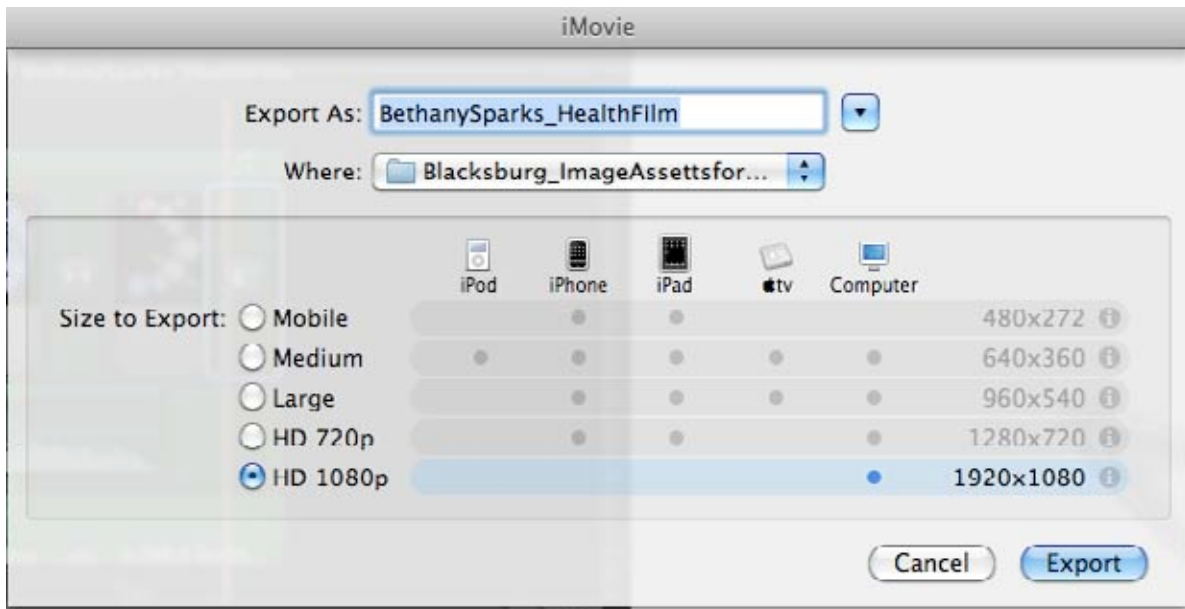 iMovie
Export As: BethanySparks_HealthFIlm
Where: Blacksburg_ImageAssettsfor...
iPod iPhone iPad tv Computer
Size to Export: Mobile 480x272
Medium 640x360
Large 960x540
HD 720p 1280x720
HD 1080p 1920x1080
Cancel Export